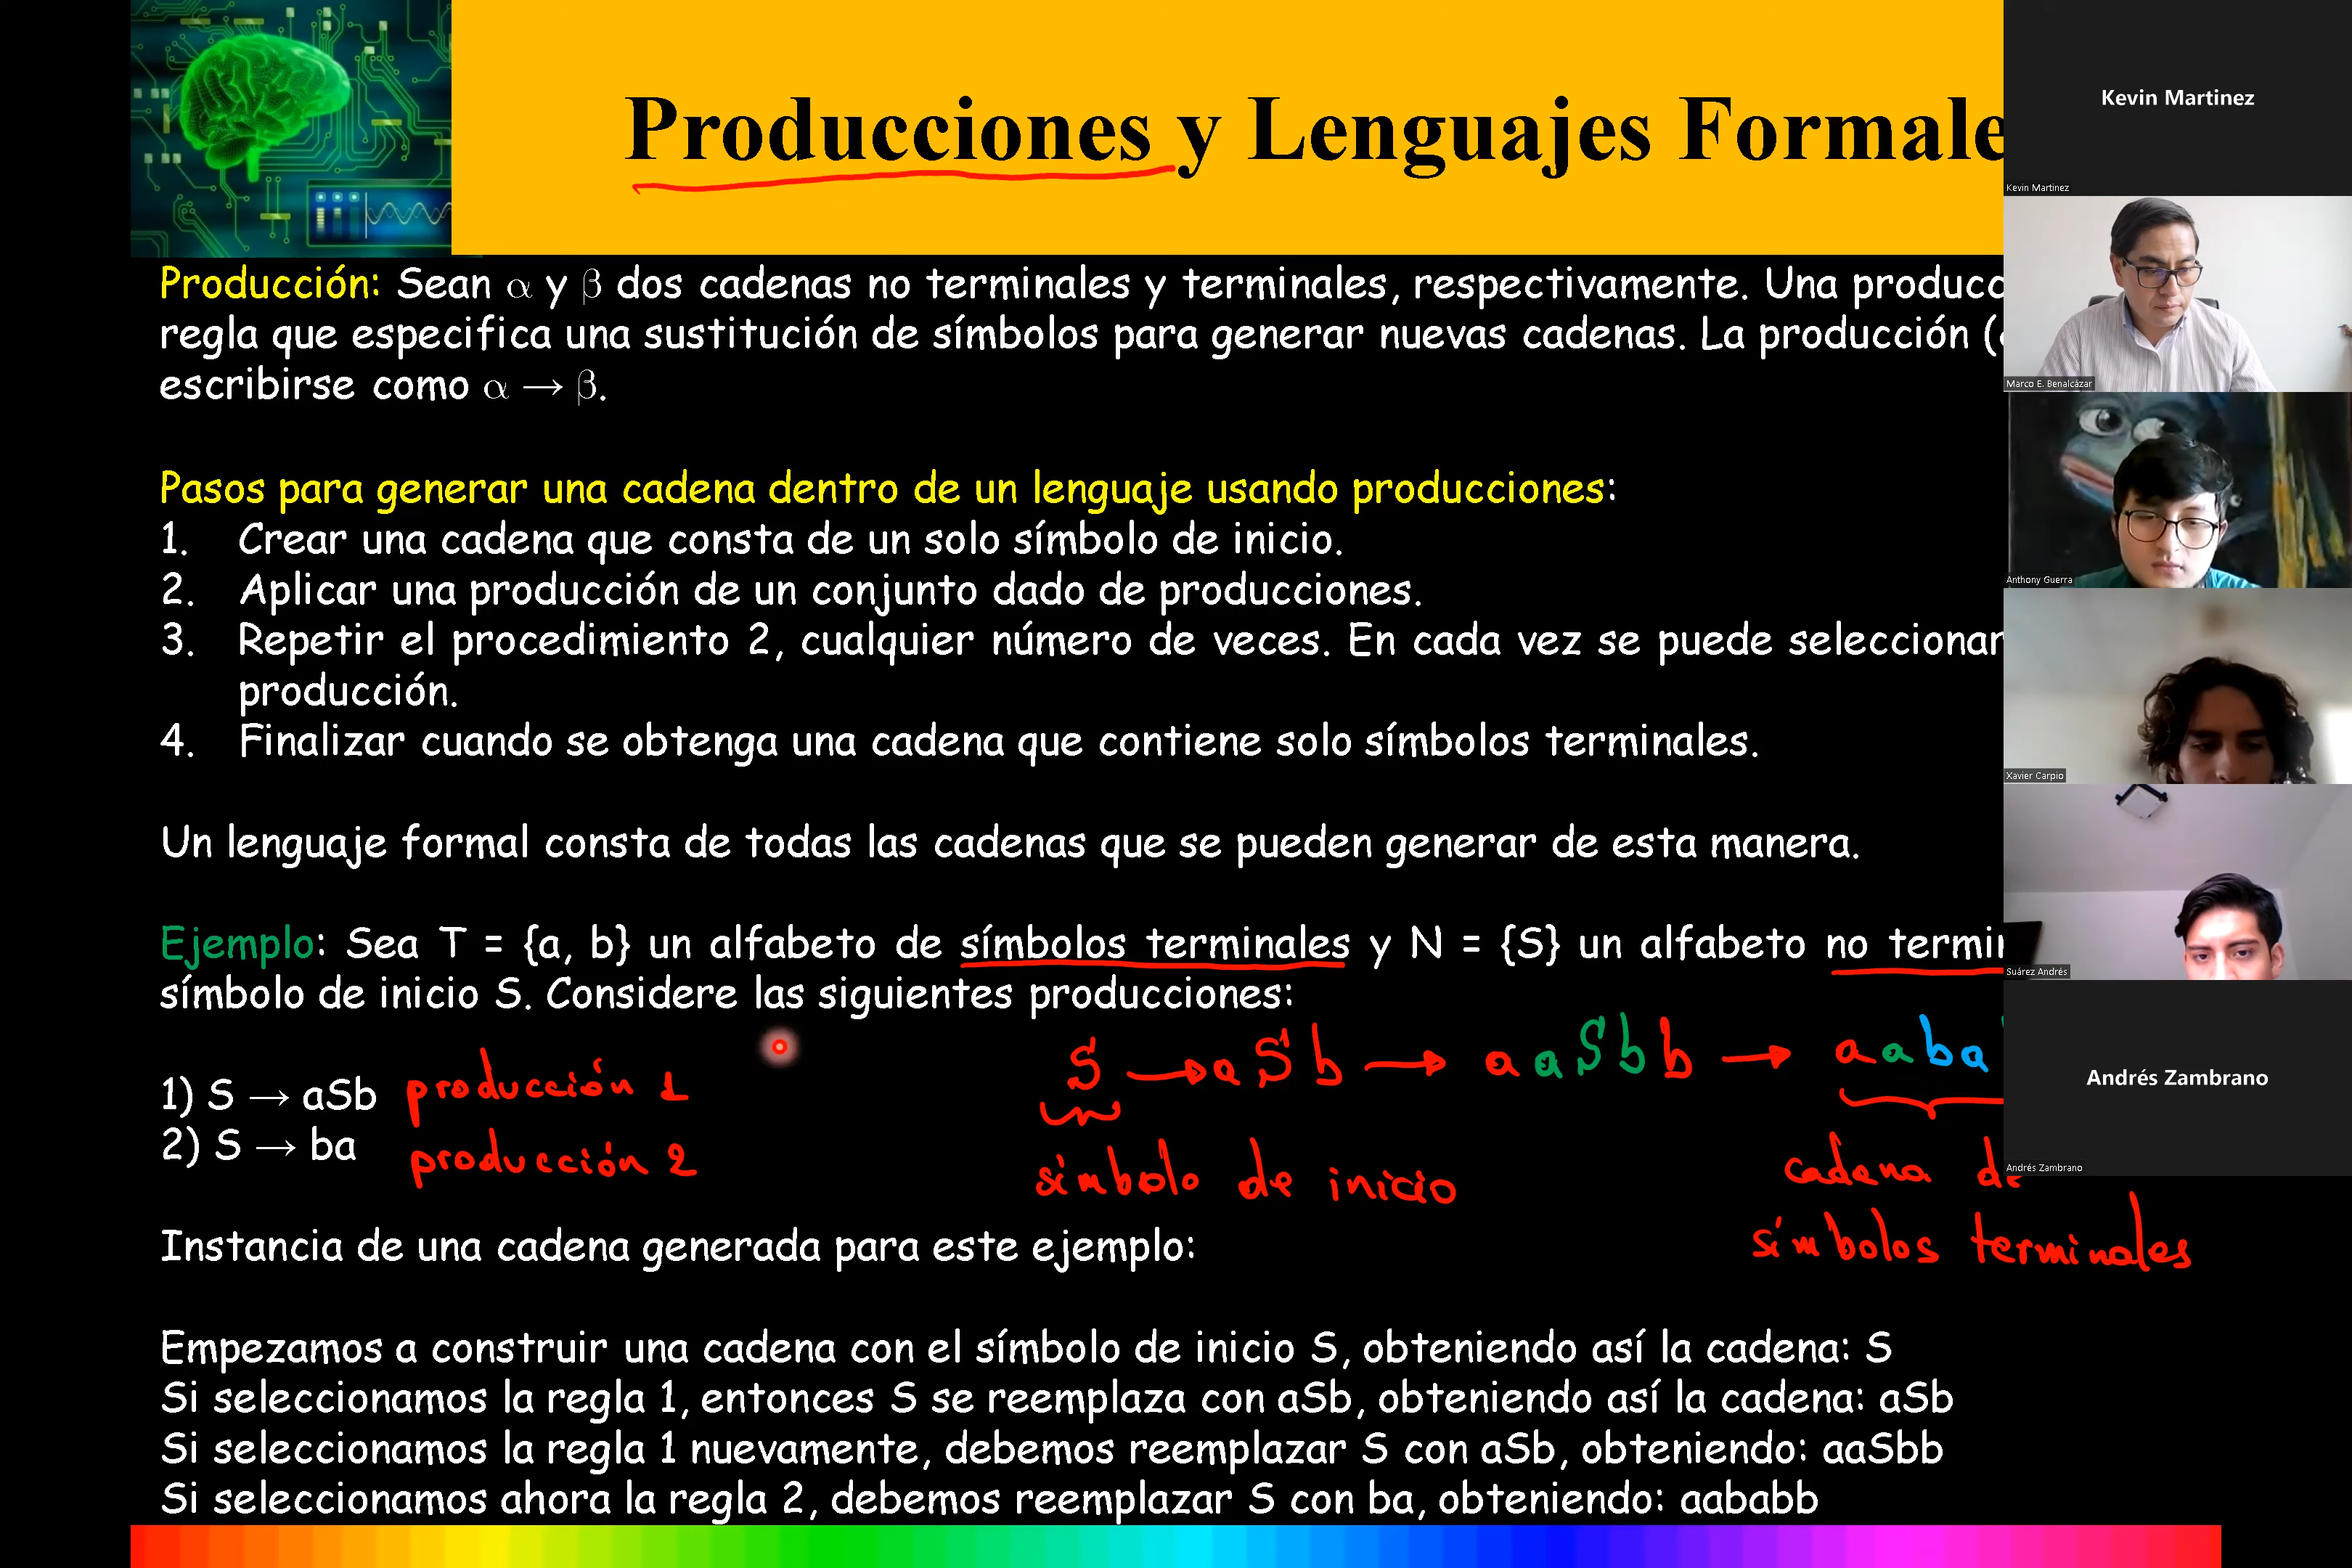 Producciones y Lenguajes Formale
Producción: Sean α y β dos cadenas no terminales y terminales, respectivamente. Una producc
regla que especifica una sustitución de símbolos para generar nuevas cadenas. La producción (
escribirse como α → β.
Pasos para generar una cadena dentro de un lenguaje usando producciones:
1. Crear una cadena que consta de un solo símbolo de inicio.
2. Aplicar una producción de un conjunto dado de producciones.
3. Repetir el procedimiento 2, cualquier número de veces. En cada vez se puede seleccionar
producción.
4. Finalizar cuando se obtenga una cadena que contiene solo símbolos terminales.
Un lenguaje formal consta de todas las cadenas que se pueden generar de esta manera.
Ejemplo: Sea T = {a, b} un alfabeto de símbolos terminales y N = {S} un alfabeto no termin
símbolo de inicio S. Considere las siguientes producciones:
1) S → aSb producción 1
2) S → ba producción 2
S → aSb → aaSbb → aaba
símbolo de inicio
cadena de
símbolos terminales
Instancia de una cadena generada para este ejemplo:
Empezamos a construir una cadena con el símbolo de inicio S, obteniendo así la cadena: S
Si seleccionamos la regla 1, entonces S se reemplaza con aSb, obteniendo así la cadena: aSb
Si seleccionamos la regla 1 nuevamente, debemos reemplazar S con aSb, obteniendo: aaSbb
Si seleccionamos ahora la regla 2, debemos reemplazar S con ba, obteniendo: aababb
Kevin Martinez
Kevin Martinez
Marco E. Benalcázar
Anthony Guerra
Xavier Carpio
Suárez Andrés
Andrés Zambrano
Andrés Zambrano